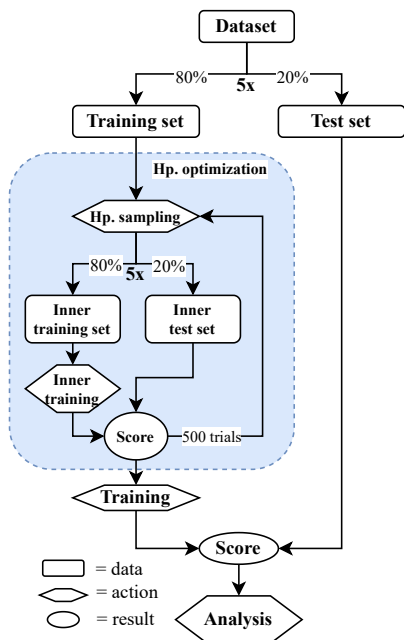 Dataset
80%
20%
5x
Training set
Test set
Hp. optimization
Hp. sampling
80%
20%
5x
Inner
training set
Inner
test set
Inner
training
Score
500 trials
Training
Score
= data
= action
= result
Analysis